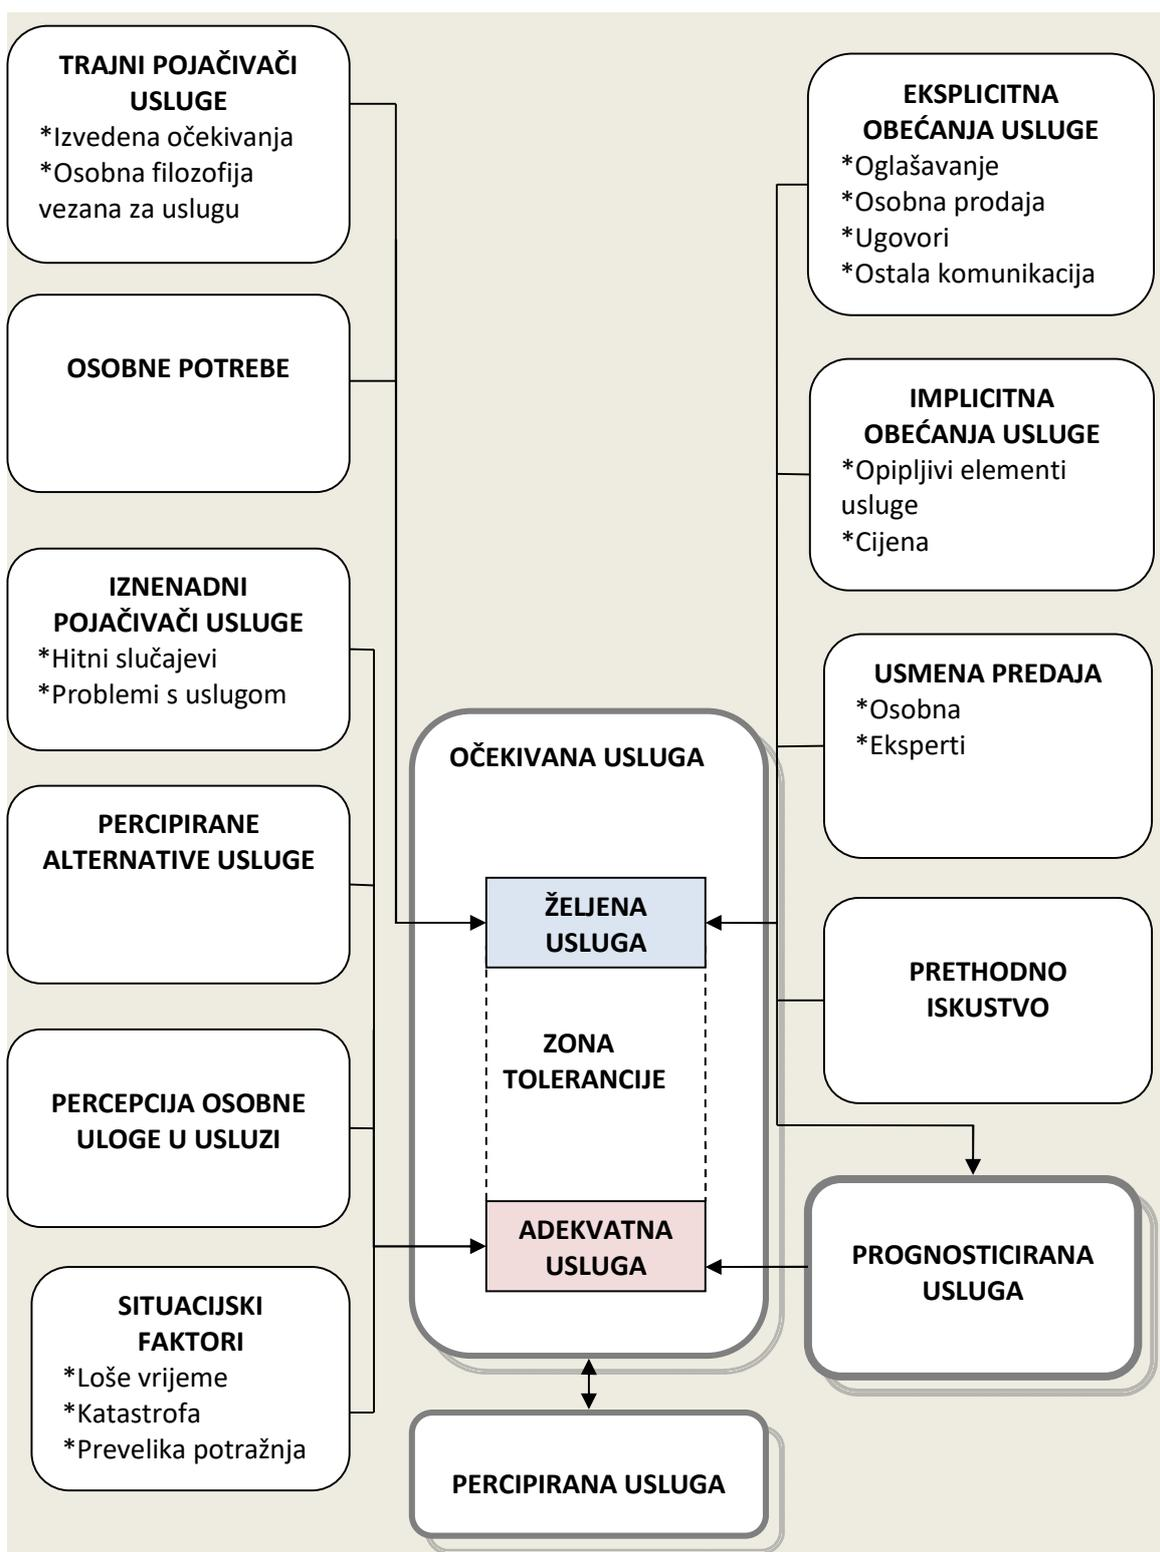 TRAJNI POJAČIVAČI
USLUGE
*Izvedena očekivanja
*Osobna filozofija
vezana za uslugu
OSOBNE POTREBE
IZNENADNI
POJAČIVAČI USLUGE
*Hitni slučajevi
*Problemi s uslugom
PERCIPIRANE
ALTERNATIVE USLUGE
PERCEPCIJA OSOBNE
ULOGE U USLUZI
SITUACIJSKI
FAKTORI
*Loše vrijeme
*Katastrofa
*Prevelika potražnja
OČEKIVANA USLUGA
ŽELJENA
USLUGA
ZONA
TOLERANCIJE
ADEKVATNA
USLUGA
PERCIPIRANA USLUGA
EKSPLICITNA
OBEĆANJA USLUGE
*Oglašavanje
*Osobna prodaja
*Ugovori
*Ostala komunikacija
IMPLICITNA
OBEĆANJA USLUGE
*Opipljivi elementi
usluge
*Cijena
USMENA PREDAJA
*Osobna
*Eksperti
PRETHODNO
ISKUSTVO
PROGNOSTICIRANA
USLUGA